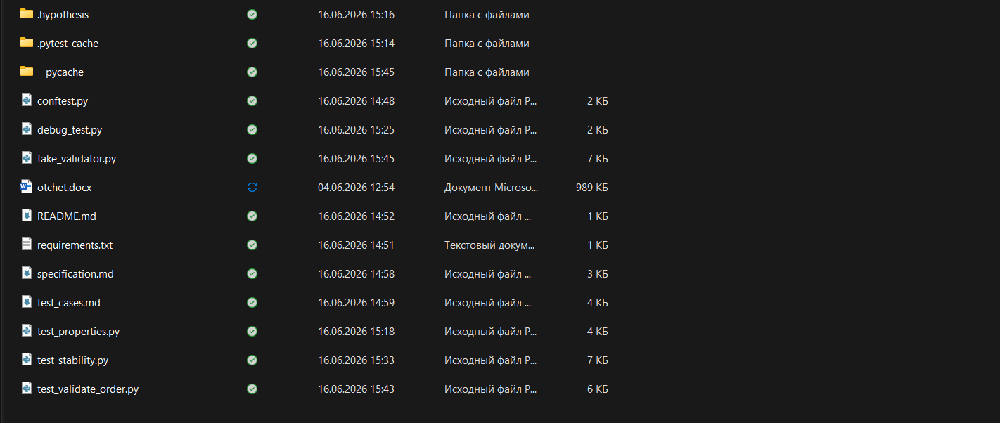 .hypothesis 16.06.2026 15:16 Папка с файлами
.pytest_cache 16.06.2026 15:14 Папка с файлами
__pycache__ 16.06.2026 15:45 Папка с файлами
conftest.py 16.06.2026 14:48 Исходный файл P... 2 КБ
debug_test.py 16.06.2026 15:25 Исходный файл P... 2 КБ
fake_validator.py 16.06.2026 15:45 Исходный файл P... 7 КБ
otchet.docx 04.06.2026 12:54 Документ Microso... 989 КБ
README.md 16.06.2026 14:52 Исходный файл ... 1 КБ
requirements.txt 16.06.2026 14:51 Текстовый докум... 1 КБ
specification.md 16.06.2026 14:58 Исходный файл ... 3 КБ
test_cases.md 16.06.2026 14:59 Исходный файл ... 4 КБ
test_properties.py 16.06.2026 15:18 Исходный файл P... 4 КБ
test_stability.py 16.06.2026 15:33 Исходный файл P... 7 КБ
test_validate_order.py 16.06.2026 15:43 Исходный файл P... 6 КБ